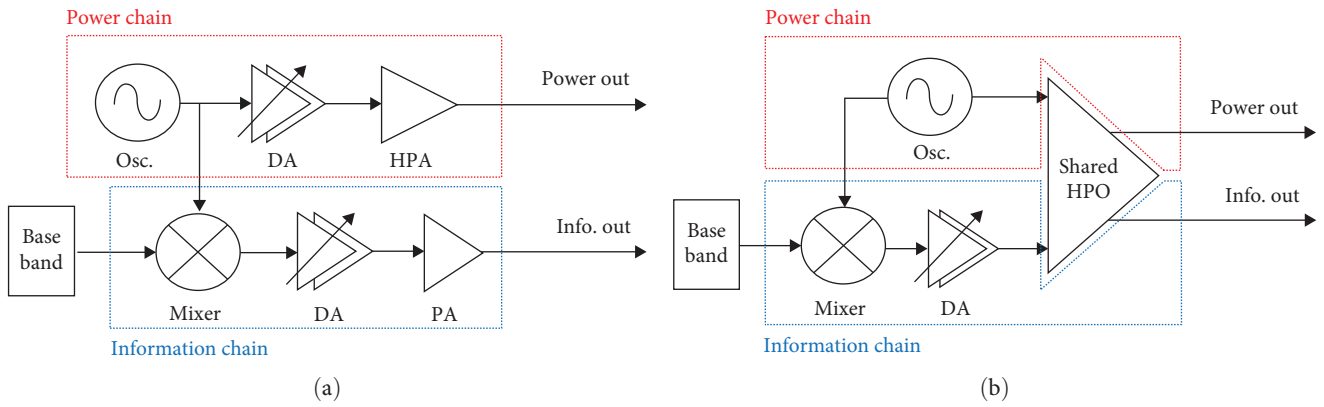 Power chain
Osc.
DA
HPA
Power out
Base
band
Mixer
DA
PA
Info. out
Information chain
(a)
Power chain
Osc.
Shared
HPO
Power out
Base
band
Mixer
DA
Info. out
Information chain
(b)